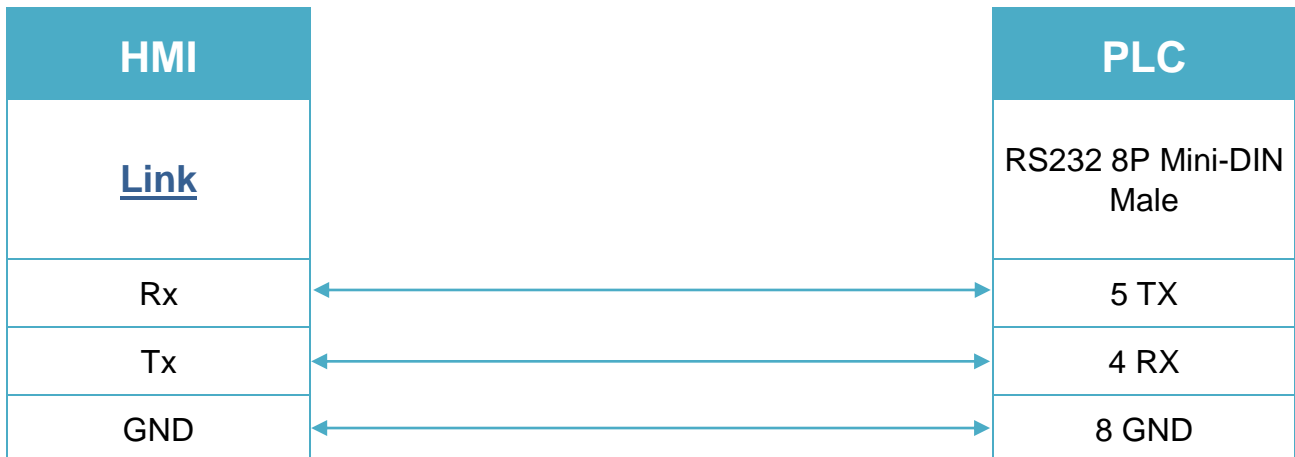 HMI
PLC
Link
RS232 8P Mini-DIN
Male
Rx
5 TX
Tx
4 RX
GND
8 GND